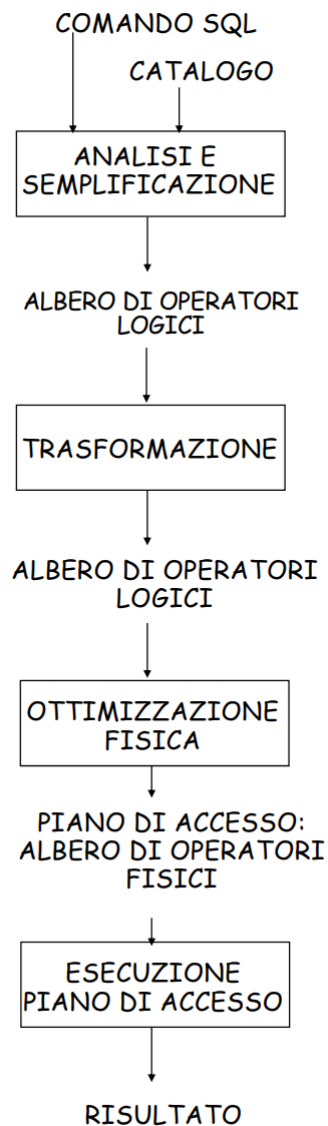 COMANDO SQL
CATALOGO
ANALISI E
SEMPLIFICAZIONE
ALBERO DI OPERATORI
LOGICI
TRASFORMAZIONE
ALBERO DI OPERATORI
LOGICI
OTTIMIZZAZIONE
FISICA
PIANO DI ACCESSO:
ALBERO DI OPERATORI
FISICI
ESECUZIONE
PIANO DI ACCESSO
RISULTATO